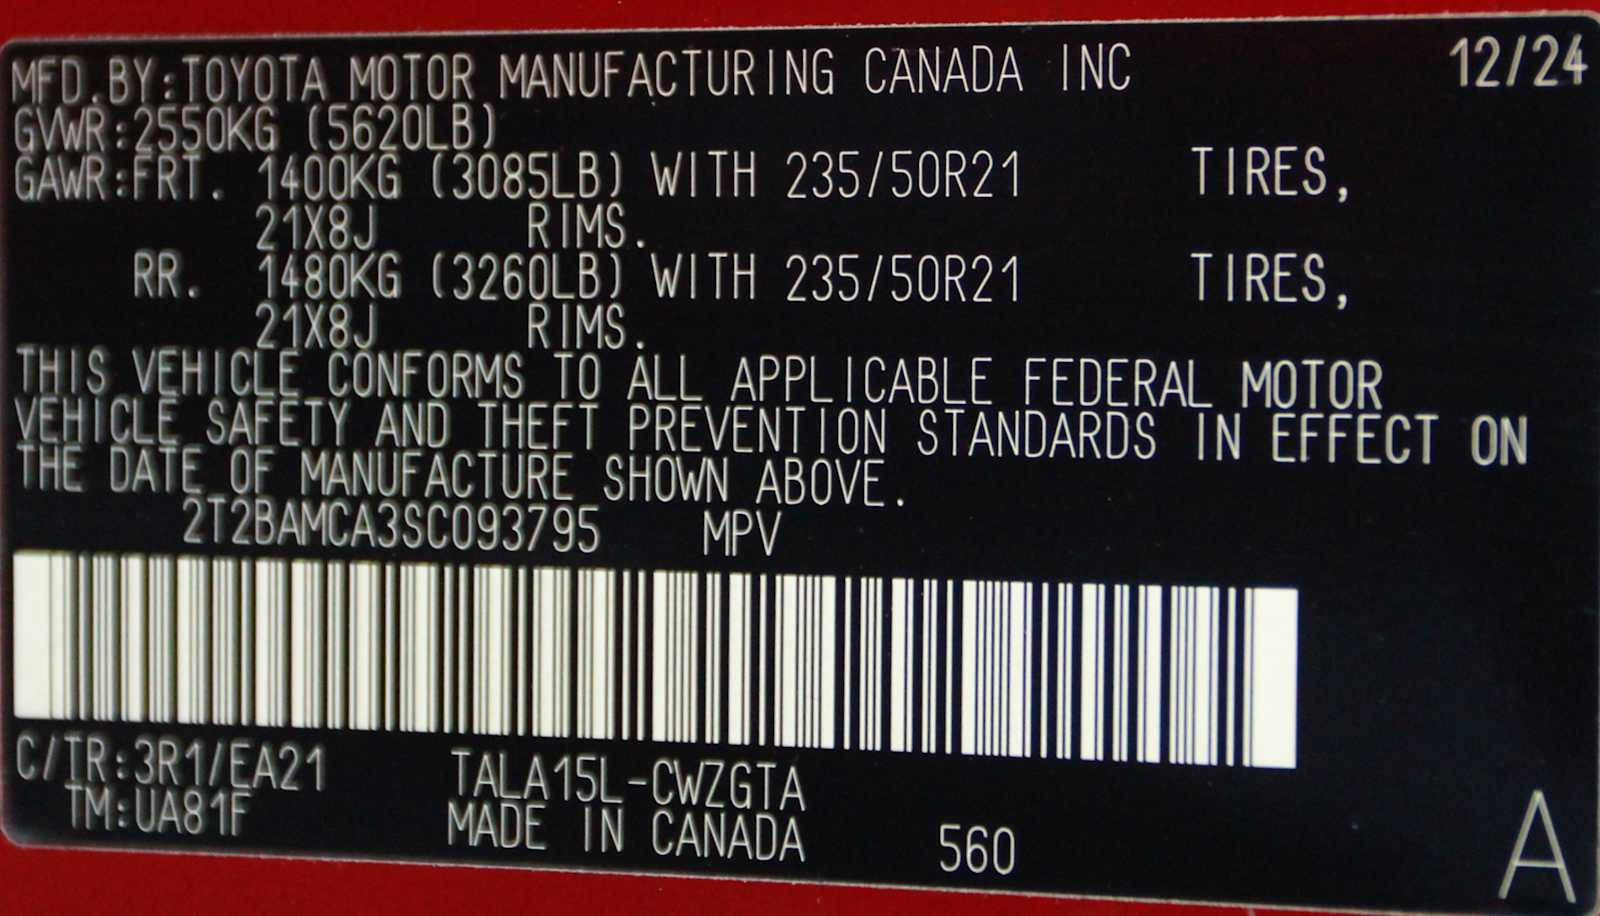 MFD.BY:TOYOTA MOTOR MANUFACTURING CANADA INC 12/24
GVWR:2550KG (5620LB)
GAWR:FRT. 1400KG (3085LB) WITH 235/50R21 TIRES,
21X8J RIMS.
RR. 1480KG (3260LB) WITH 235/50R21 TIRES,
21X8J RIMS.
THIS VEHICLE CONFORMS TO ALL APPLICABLE FEDERAL MOTOR
VEHICLE SAFETY AND THEFT PREVENTION STANDARDS IN EFFECT ON
THE DATE OF MANUFACTURE SHOWN ABOVE.
2T2BAMCA3SC093795 MPV
C/TR:3R1/EA21 TALA15L-CWZGTA
TM:UA81F MADE IN CANADA 560 A